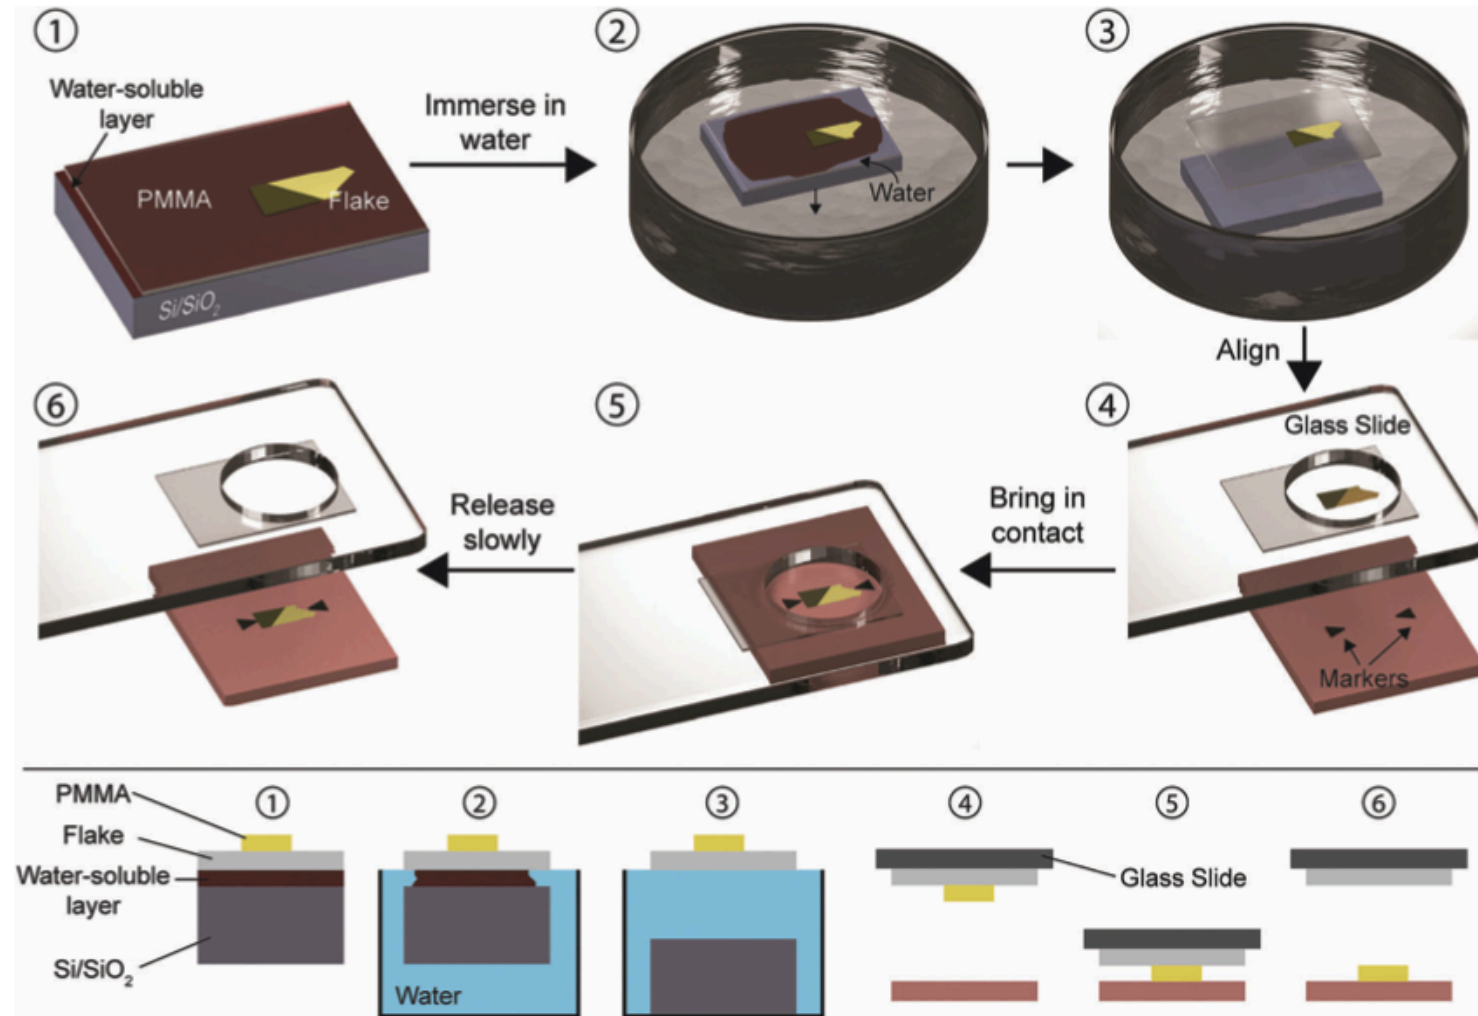 ①
②
③
Water-soluble
layer
Immerse in
water
PMMA
Flake
Si/SiO₂
Water
Align
⑥
⑤
④
Glass Slide
Release
slowly
Bring in
contact
Markers
PMMA
Flake
Water-soluble
layer
Si/SiO₂
①
②
③
④
⑤
⑥
Water
Glass Slide